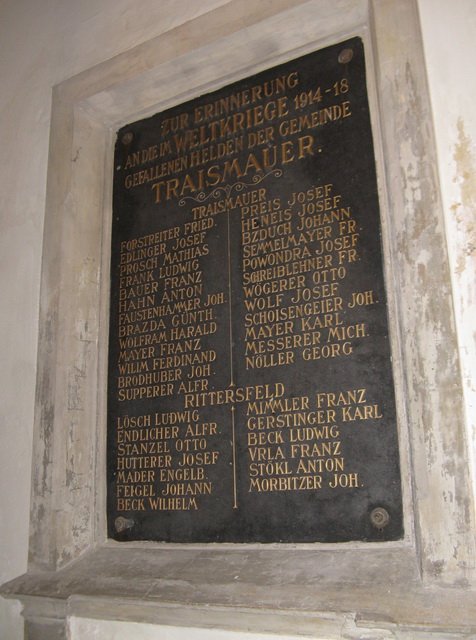 ZUR ERINNERUNG
AN DIE IM WELTKRIEGE 1914-18
GEFALLENEN HELDEN DER GEMEINDE
TRAISMAUER
TRAISMAUER
FORSTREITER FRIED.
EDLINGER JOSEF
PROSCH MATHIAS
FRANK LUDWIG
BAUER FRANZ
HAHN ANTON
FAUSTENHAMMER JOH.
BRAZDA GÜNTH.
WOLFRAM HARALD
MAYER FRANZ
WILIM FERDINAND
BRODHUBER JOH.
SUPPERER ALFR.
PREIS JOSEF
HENEIS JOSEF
BZDUCH JOHANN
SEMMELMAYER FR.
POWONDRA JOSEF
SCHREIBLEHNER FR.
WÖGERER OTTO
WOLF JOSEF
SCHOISENGEIER JOH.
MAYER KARL
MESSERER MICH.
NÖLLER GEORG
RITTERSFELD
LÖSCH LUDWIG
ENDLICHER ALFR.
STANZEL OTTO
HUTTERER JOSEF
MADER ENGELB.
FEIGEL JOHANN
BECK WILHELM
MIMMLER FRANZ
GERSTINGER KARL
BECK LUDWIG
VRLA FRANZ
STÖKL ANTON
MORBITZER JOH.